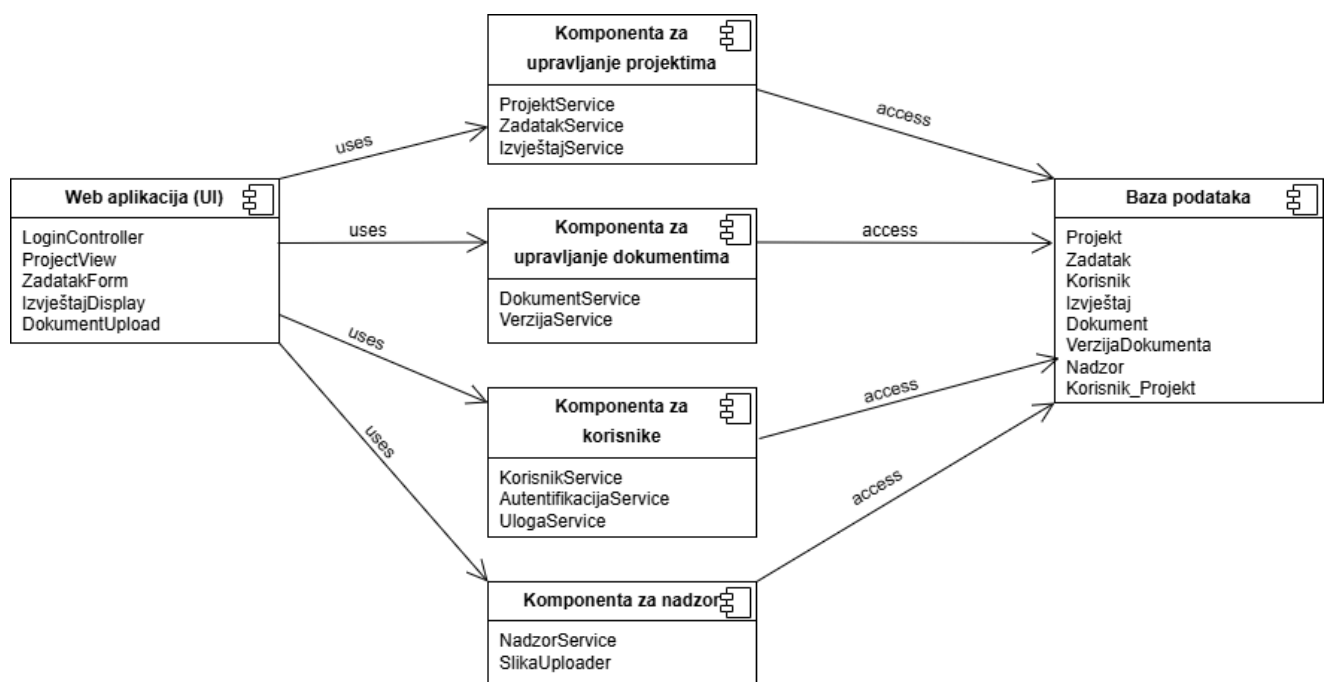 Web aplikacija (UI)
LoginController
ProjectView
ZadatakForm
IzvještajDisplay
DokumentUpload
uses
uses
uses
uses
Komponenta za
upravljanje projektima
ProjektService
ZadatakService
IzvještajService
Komponenta za
upravljanje dokumentima
DokumentService
VerzijaService
Komponenta za
korisnike
KorisnikService
AutentifikacijaService
UlogaService
Komponenta za nadzor
NadzorService
SlikaUploader
access
access
access
access
Baza podataka
Projekt
Zadatak
Korisnik
Izvještaj
Dokument
VerzijaDokumenta
Nadzor
Korisnik_Projekt